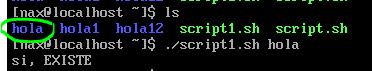 [nax@localhost ~]$ ls
hola hola1 hola12 script1.sh script.sh
[nax@localhost ~]$ ./script1.sh hola
si, EXISTE